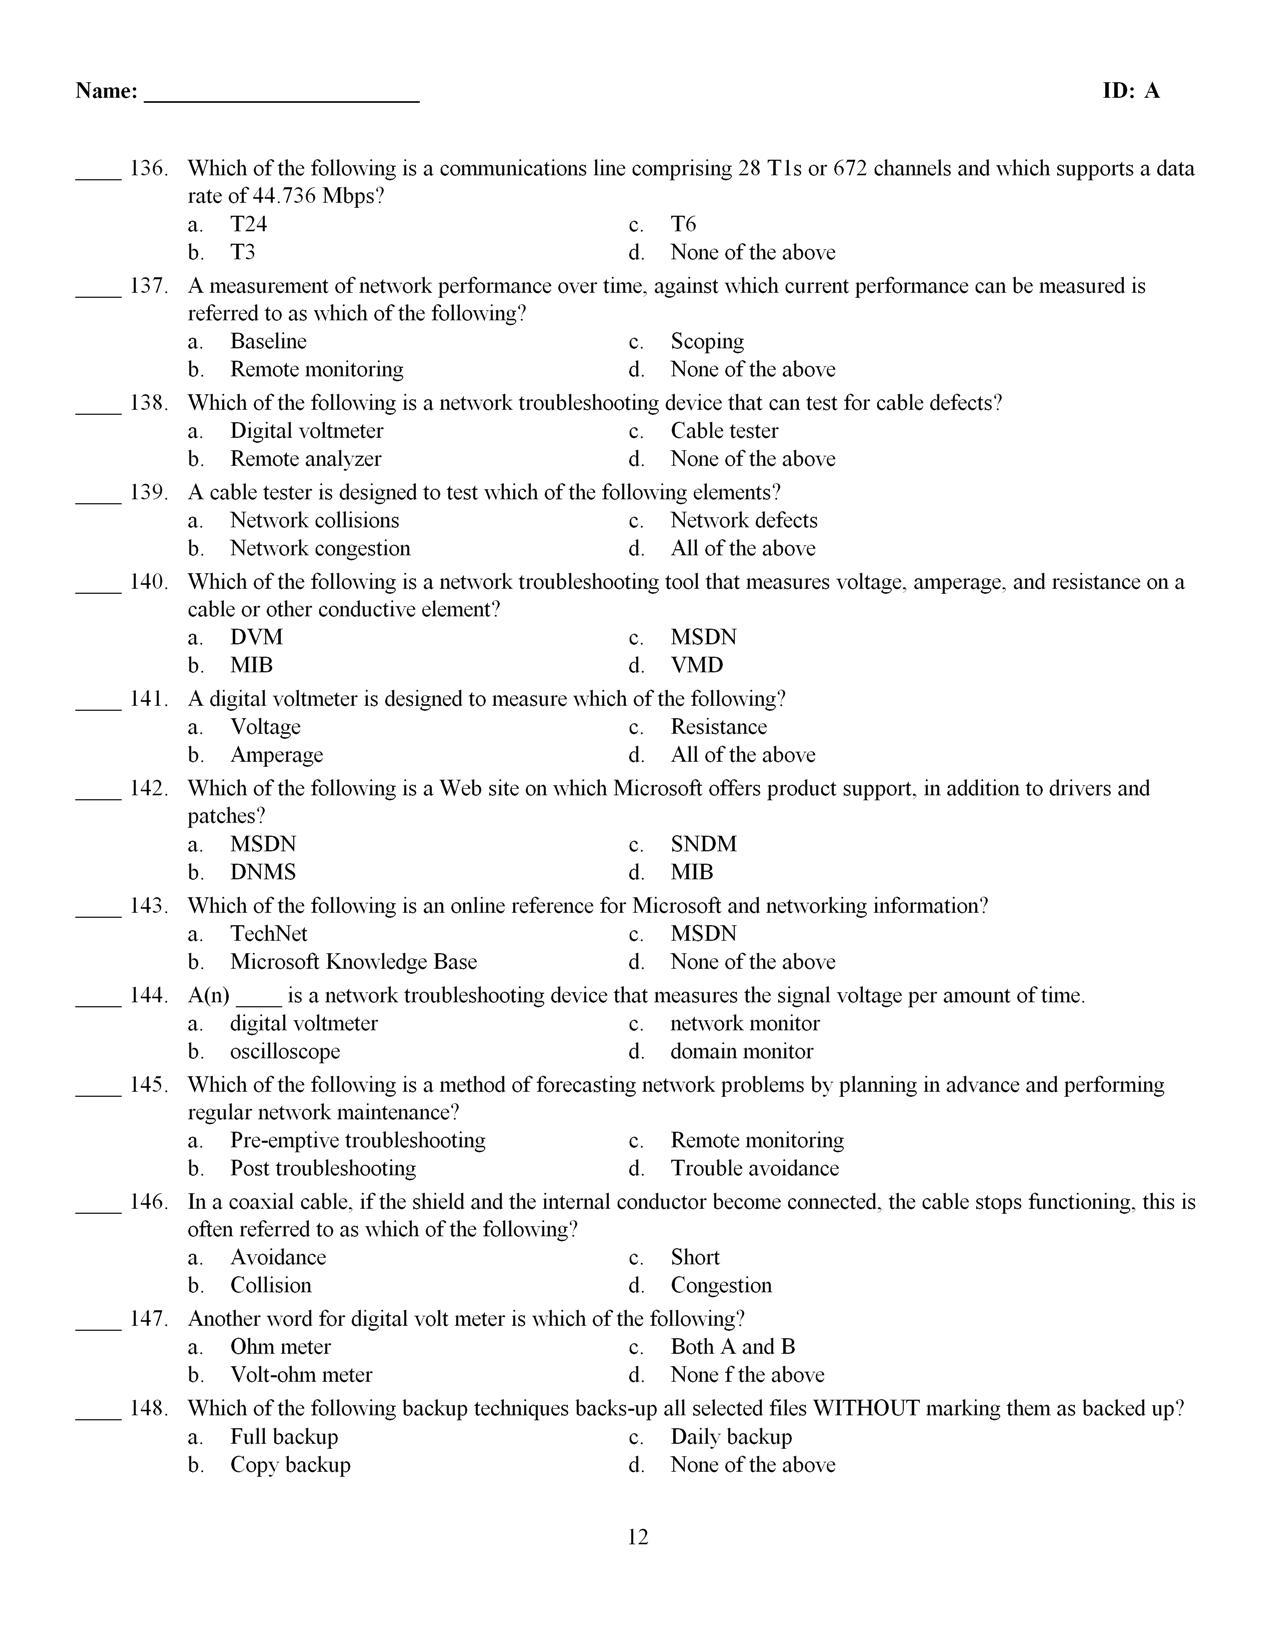 Name: _______________________ ID: A
____ 136. Which of the following is a communications line comprising 28 T1s or 672 channels and which supports a data
rate of 44.736 Mbps?
a. T24 c. T6
b. T3 d. None of the above
____ 137. A measurement of network performance over time, against which current performance can be measured is
referred to as which of the following?
a. Baseline c. Scoping
b. Remote monitoring d. None of the above
____ 138. Which of the following is a network troubleshooting device that can test for cable defects?
a. Digital voltmeter c. Cable tester
b. Remote analyzer d. None of the above
____ 139. A cable tester is designed to test which of the following elements?
a. Network collisions c. Network defects
b. Network congestion d. All of the above
____ 140. Which of the following is a network troubleshooting tool that measures voltage, amperage, and resistance on a
cable or other conductive element?
a. DVM c. MSDN
b. MIB d. VMD
____ 141. A digital voltmeter is designed to measure which of the following?
a. Voltage c. Resistance
b. Amperage d. All of the above
____ 142. Which of the following is a Web site on which Microsoft offers product support, in addition to drivers and
patches?
a. MSDN c. SNDM
b. DNMS d. MIB
____ 143. Which of the following is an online reference for Microsoft and networking information?
a. TechNet c. MSDN
b. Microsoft Knowledge Base d. None of the above
____ 144. A(n) ____ is a network troubleshooting device that measures the signal voltage per amount of time.
a. digital voltmeter c. network monitor
b. oscilloscope d. domain monitor
____ 145. Which of the following is a method of forecasting network problems by planning in advance and performing
regular network maintenance?
a. Pre-emptive troubleshooting c. Remote monitoring
b. Post troubleshooting d. Trouble avoidance
____ 146. In a coaxial cable, if the shield and the internal conductor become connected, the cable stops functioning, this is
often referred to as which of the following?
a. Avoidance c. Short
b. Collision d. Congestion
____ 147. Another word for digital volt meter is which of the following?
a. Ohm meter c. Both A and B
b. Volt-ohm meter d. None f the above
____ 148. Which of the following backup techniques backs-up all selected files WITHOUT marking them as backed up?
a. Full backup c. Daily backup
b. Copy backup d. None of the above
12